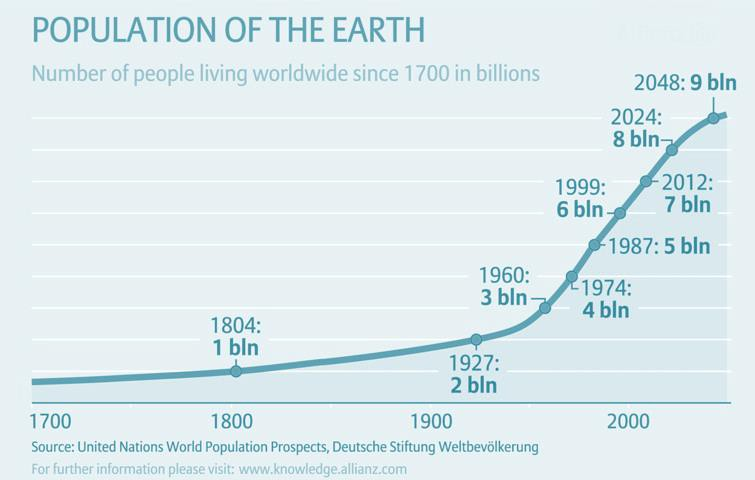 POPULATION OF THE EARTH
Number of people living worldwide since 1700 in billions
2048: 9 bln
2024:
8 bln
2012:
7 bln
1999:
6 bln
1987: 5 bln
1974:
4 bln
1960:
3 bln
1927:
2 bln
1804:
1 bln
1700 1800 1900 2000
Source: United Nations World Population Prospects, Deutsche Stiftung Weltbevölkerung
For further information please visit: www.knowledge.allianz.com